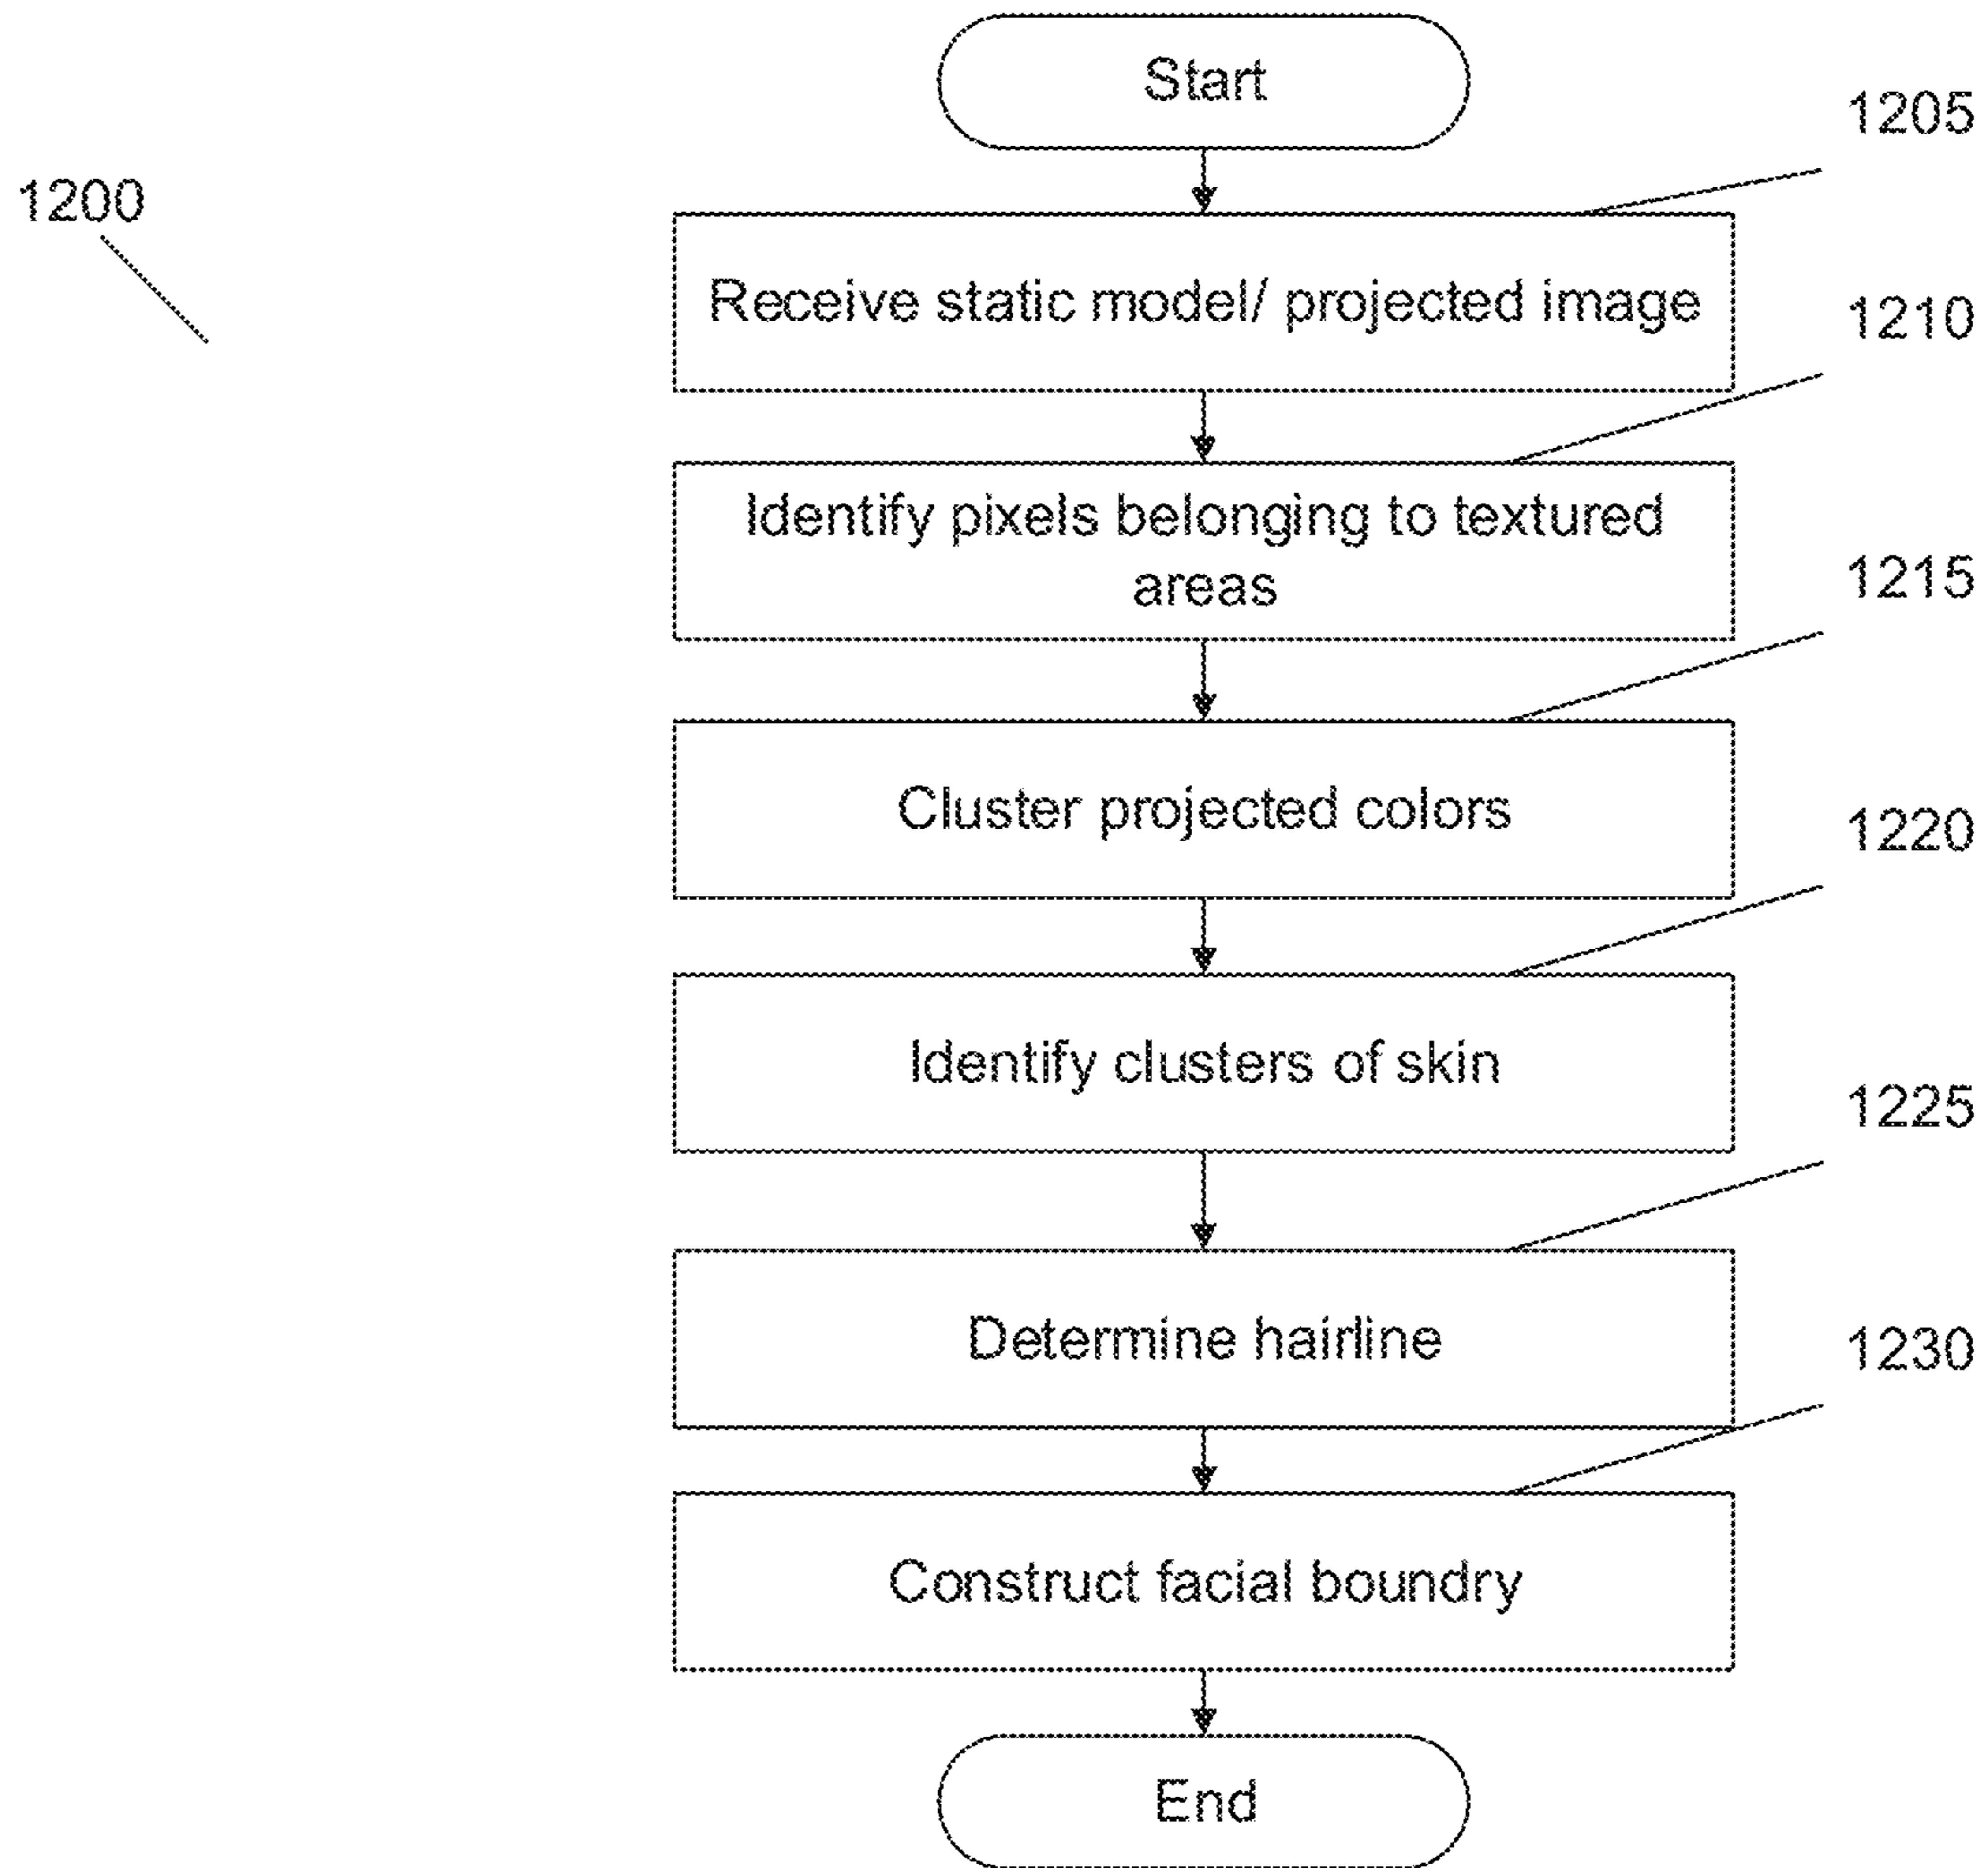 Start
1205
1200
Receive static model/ projected image
1210
Identify pixels belonging to textured
areas
1215
Cluster projected colors
1220
Identify clusters of skin
1225
Determine hairline
1230
Construct facial boundry
End